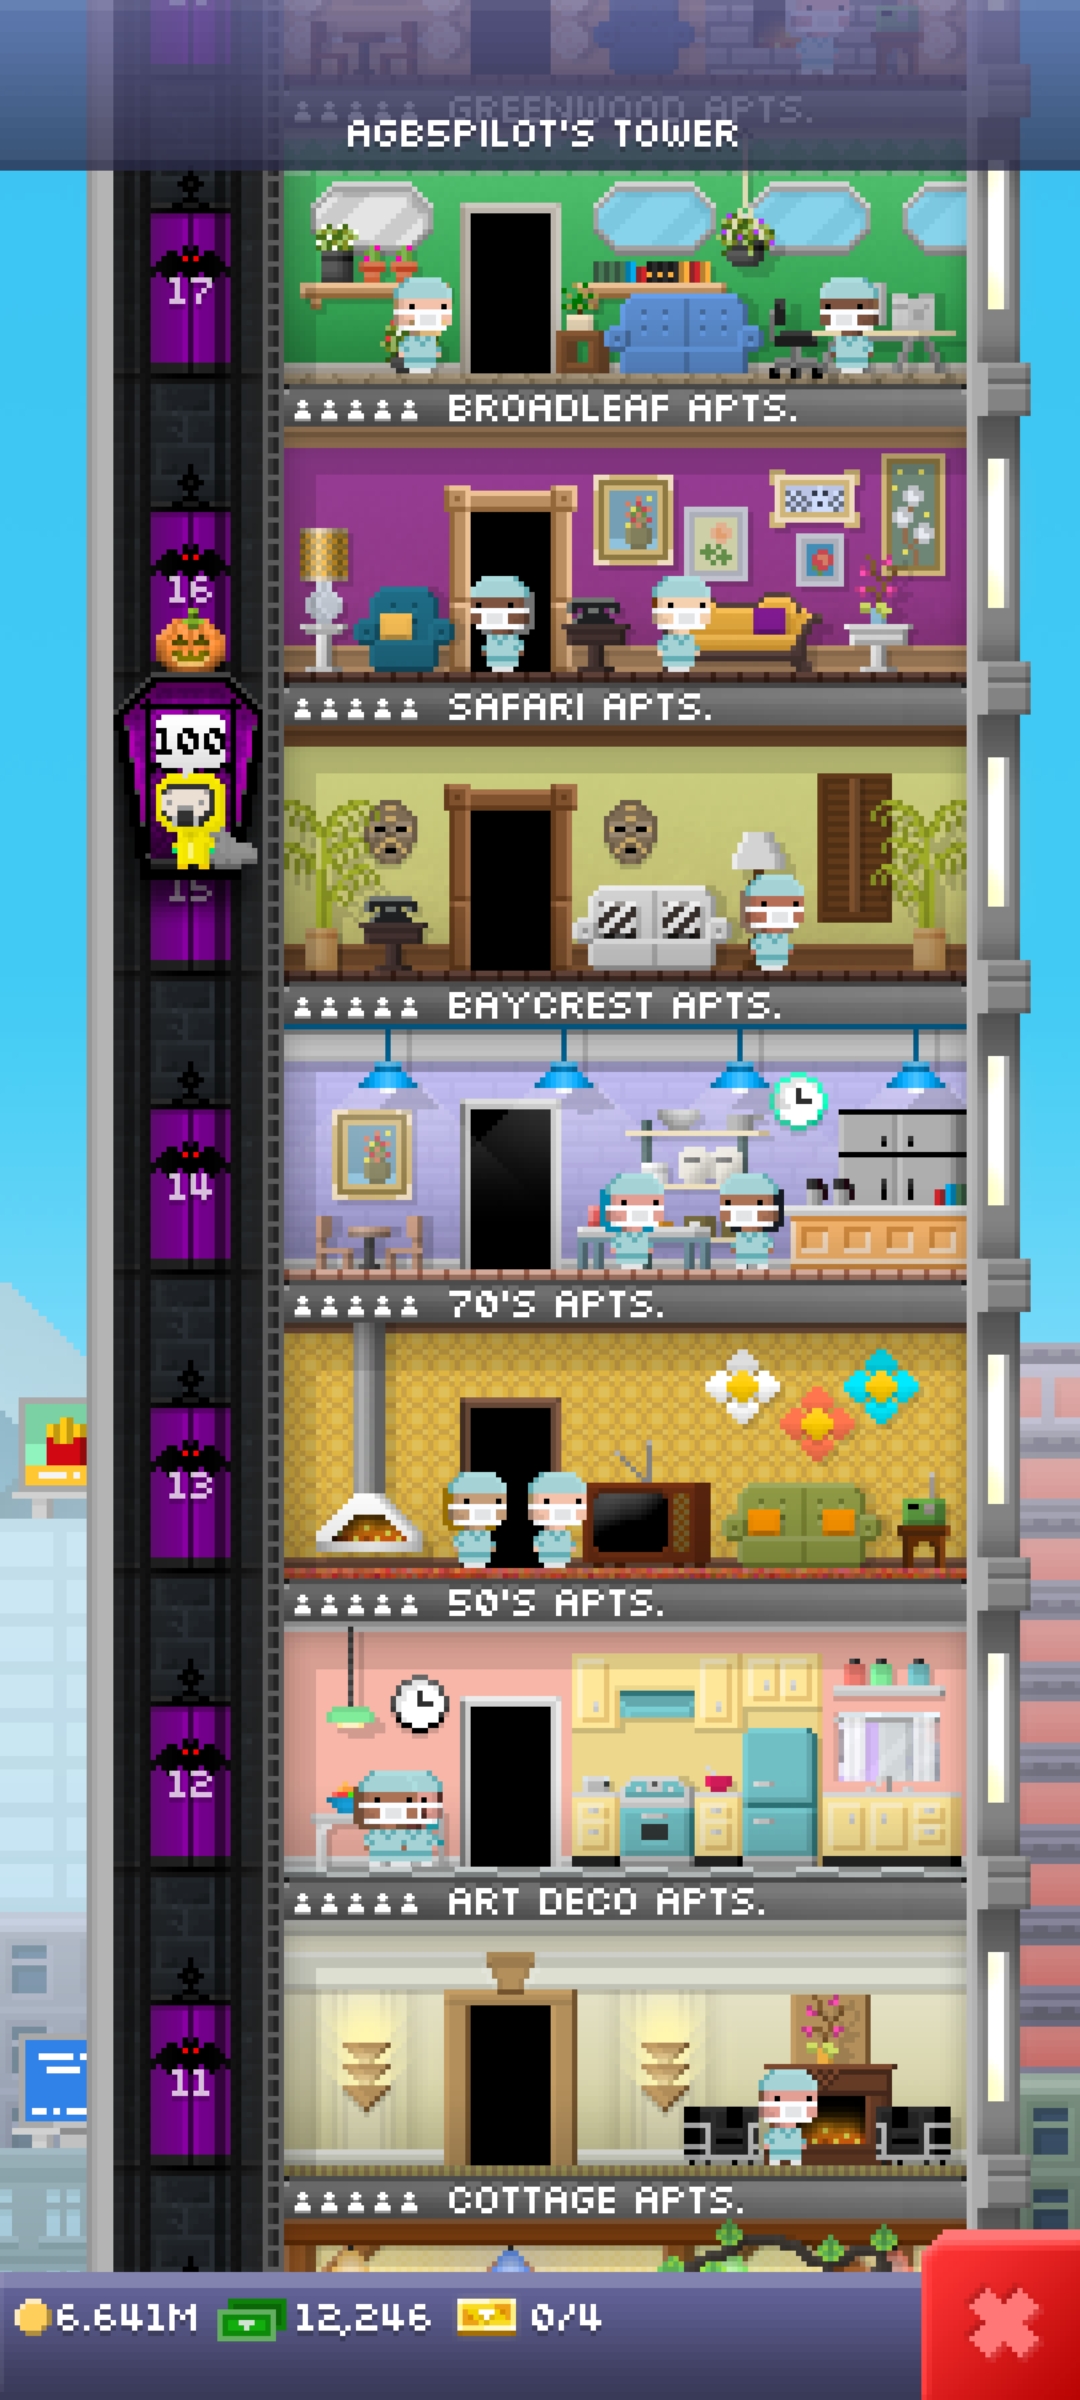 GREENWOOD APTS.
AGB5PILOT'S TOWER
17
BROADLEAF APTS.
16
SAFARI APTS.
100
15
BAYCREST APTS.
14
70'S APTS.
13
50'S APTS.
12
ART DECO APTS.
11
COTTAGE APTS.
6.641M 12,246 0/4